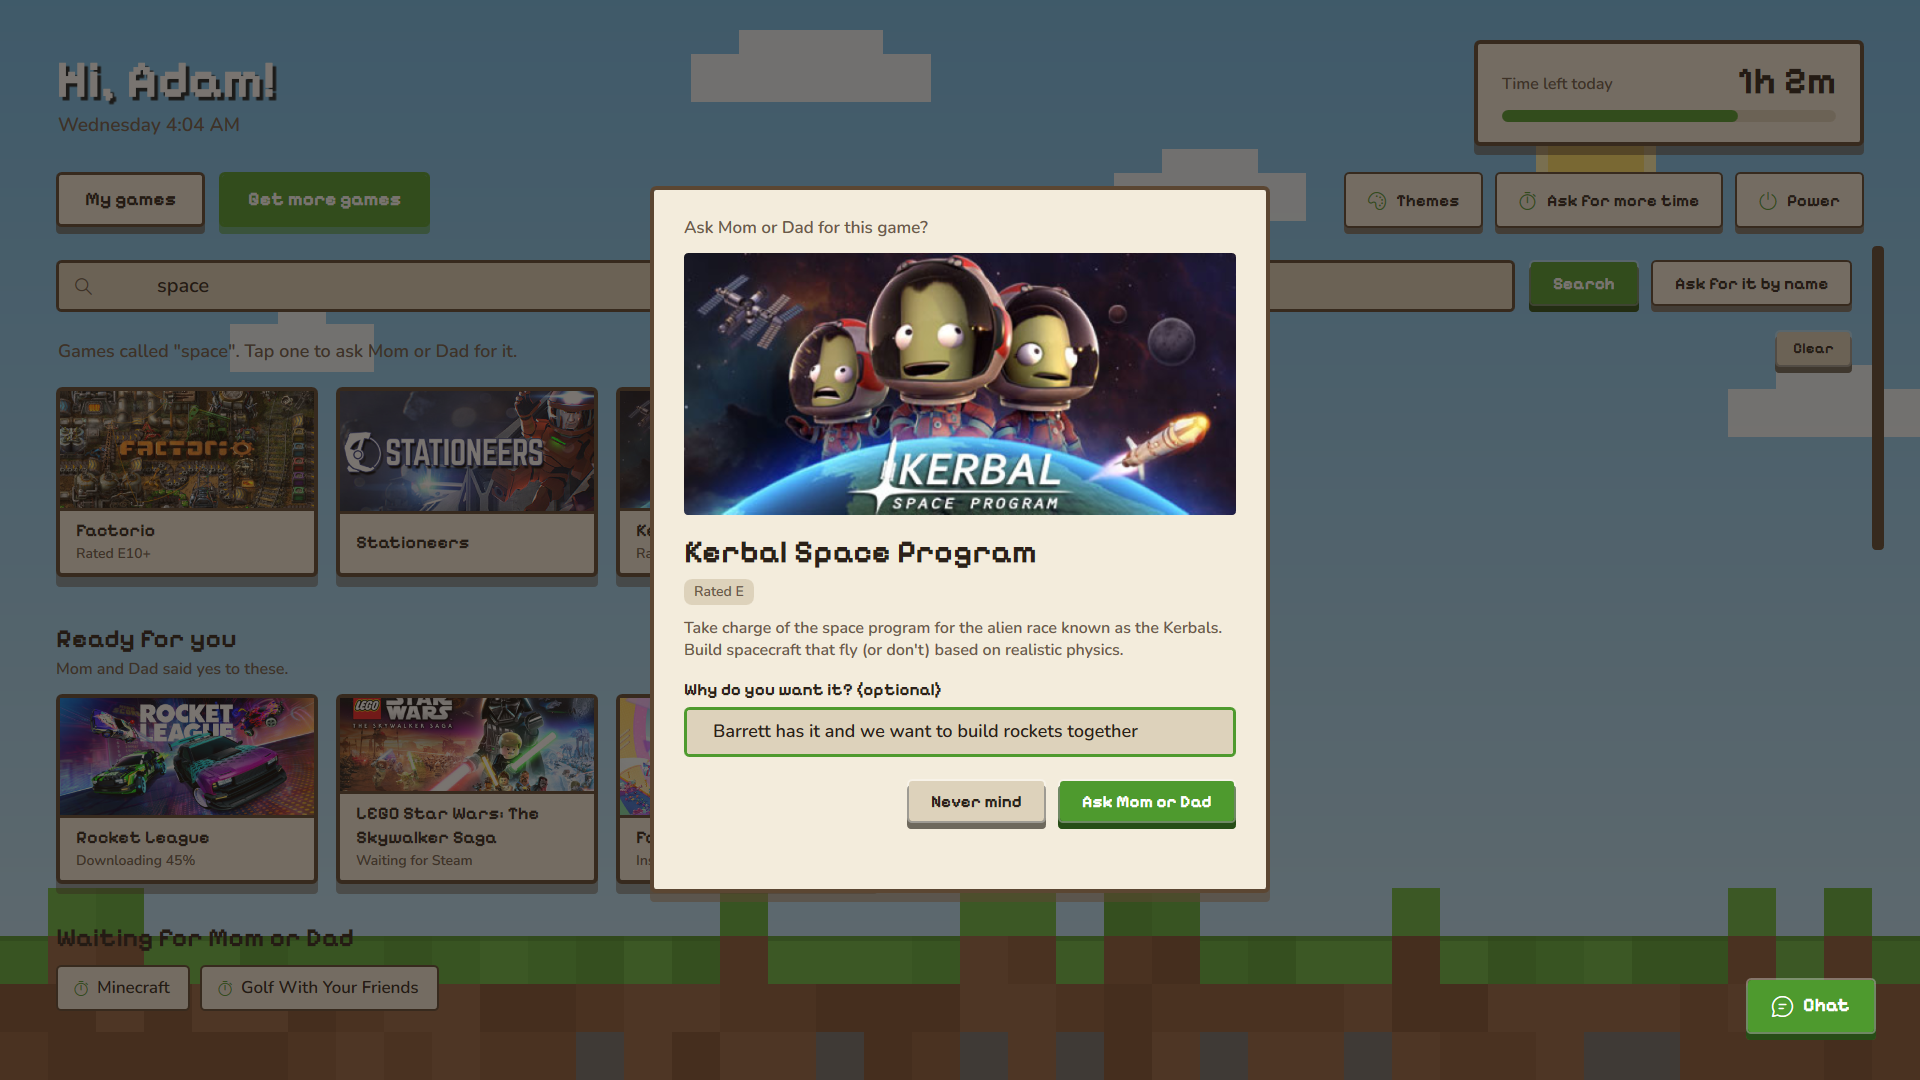 Hi, Adam!
Wednesday 4:04 AM
Time left today
1h 2m
My games
Get more games
Themes
Ask for more time
Power
space
Search
Ask for it by name
Games called "space". Tap one to ask Mom or Dad for it.
Clear
FACTORIO
Factorio
Rated E10+
STATIONEERS
Stationeers
Ready for you
Mom and Dad said yes to these.
ROCKET
LEAGUE
Rocket League
Downloading 45%
LEGO STAR WARS
THE SKYWALKER SAGA
LEGO Star Wars: The
Skywalker Saga
Waiting for Steam
Waiting for Mom or Dad
Minecraft
Golf With Your Friends
Ask Mom or Dad for this game?
KERBAL
SPACE PROGRAM
Kerbal Space Program
Rated E
Take charge of the space program for the alien race known as the Kerbals.
Build spacecraft that fly (or don't) based on realistic physics.
Why do you want it? (optional)
Barrett has it and we want to build rockets together
Never mind
Ask Mom or Dad
Chat